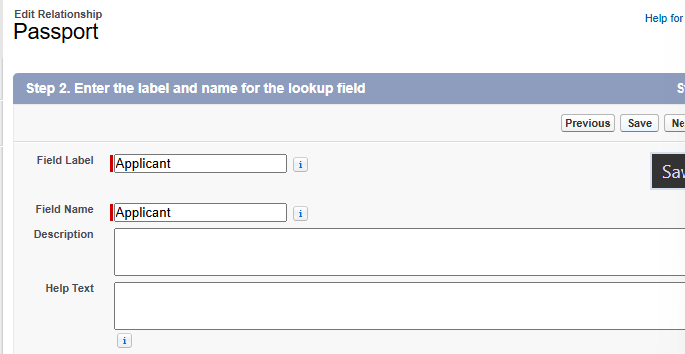 Edit Relationship
Passport
Help for
Step 2. Enter the label and name for the lookup field
Previous Save
Field Label Applicant i
Field Name Applicant i
Description
Help Text
i